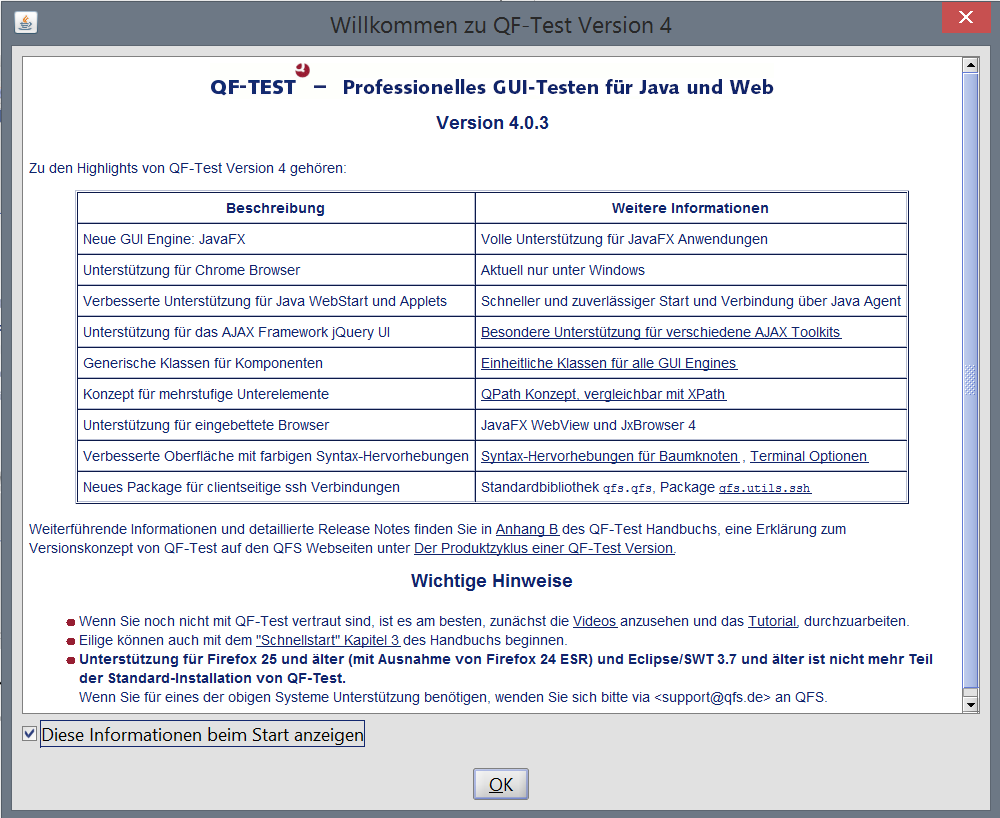 Willkommen zu QF-Test Version 4
QF-TEST – Professionelles GUI-Testen für Java und Web
Version 4.0.3
Zu den Highlights von QF-Test Version 4 gehören:
Beschreibung Weitere Informationen
Neue GUI Engine: JavaFX Volle Unterstützung für JavaFX Anwendungen
Unterstützung für Chrome Browser Aktuell nur unter Windows
Verbesserte Unterstützung für Java WebStart und Applets Schneller und zuverlässiger Start und Verbindung über Java Agent
Unterstützung für das AJAX Framework jQuery UI Besondere Unterstützung für verschiedene AJAX Toolkits
Generische Klassen für Komponenten Einheitliche Klassen für alle GUI Engines
Konzept für mehrstufige Unterelemente QPath Konzept, vergleichbar mit XPath
Unterstützung für eingebettete Browser JavaFX WebView und JxBrowser 4
Verbesserte Oberfläche mit farbigen Syntax-Hervorhebungen Syntax-Hervorhebungen für Baumknoten , Terminal Optionen
Neues Package für clientseitige ssh Verbindungen Standardbibliothek qfs.qfs, Package qfs.utils.ssh
Weiterführende Informationen und detaillierte Release Notes finden Sie in Anhang B des QF-Test Handbuchs, eine Erklärung zum
Versionskonzept von QF-Test auf den QFS Webseiten unter Der Produktzyklus einer QF-Test Version.
Wichtige Hinweise
Wenn Sie noch nicht mit QF-Test vertraut sind, ist es am besten, zunächst die Videos anzusehen und das Tutorial, durchzuarbeiten.
Eilige können auch mit dem "Schnellstart" Kapitel 3 des Handbuchs beginnen.
Unterstützung für Firefox 25 und älter (mit Ausnahme von Firefox 24 ESR) und Eclipse/SWT 3.7 und älter ist nicht mehr Teil
der Standard-Installation von QF-Test.
Wenn Sie für eines der obigen Systeme Unterstützung benötigen, wenden Sie sich bitte via <support@qfs.de> an QFS.
Diese Informationen beim Start anzeigen
OK